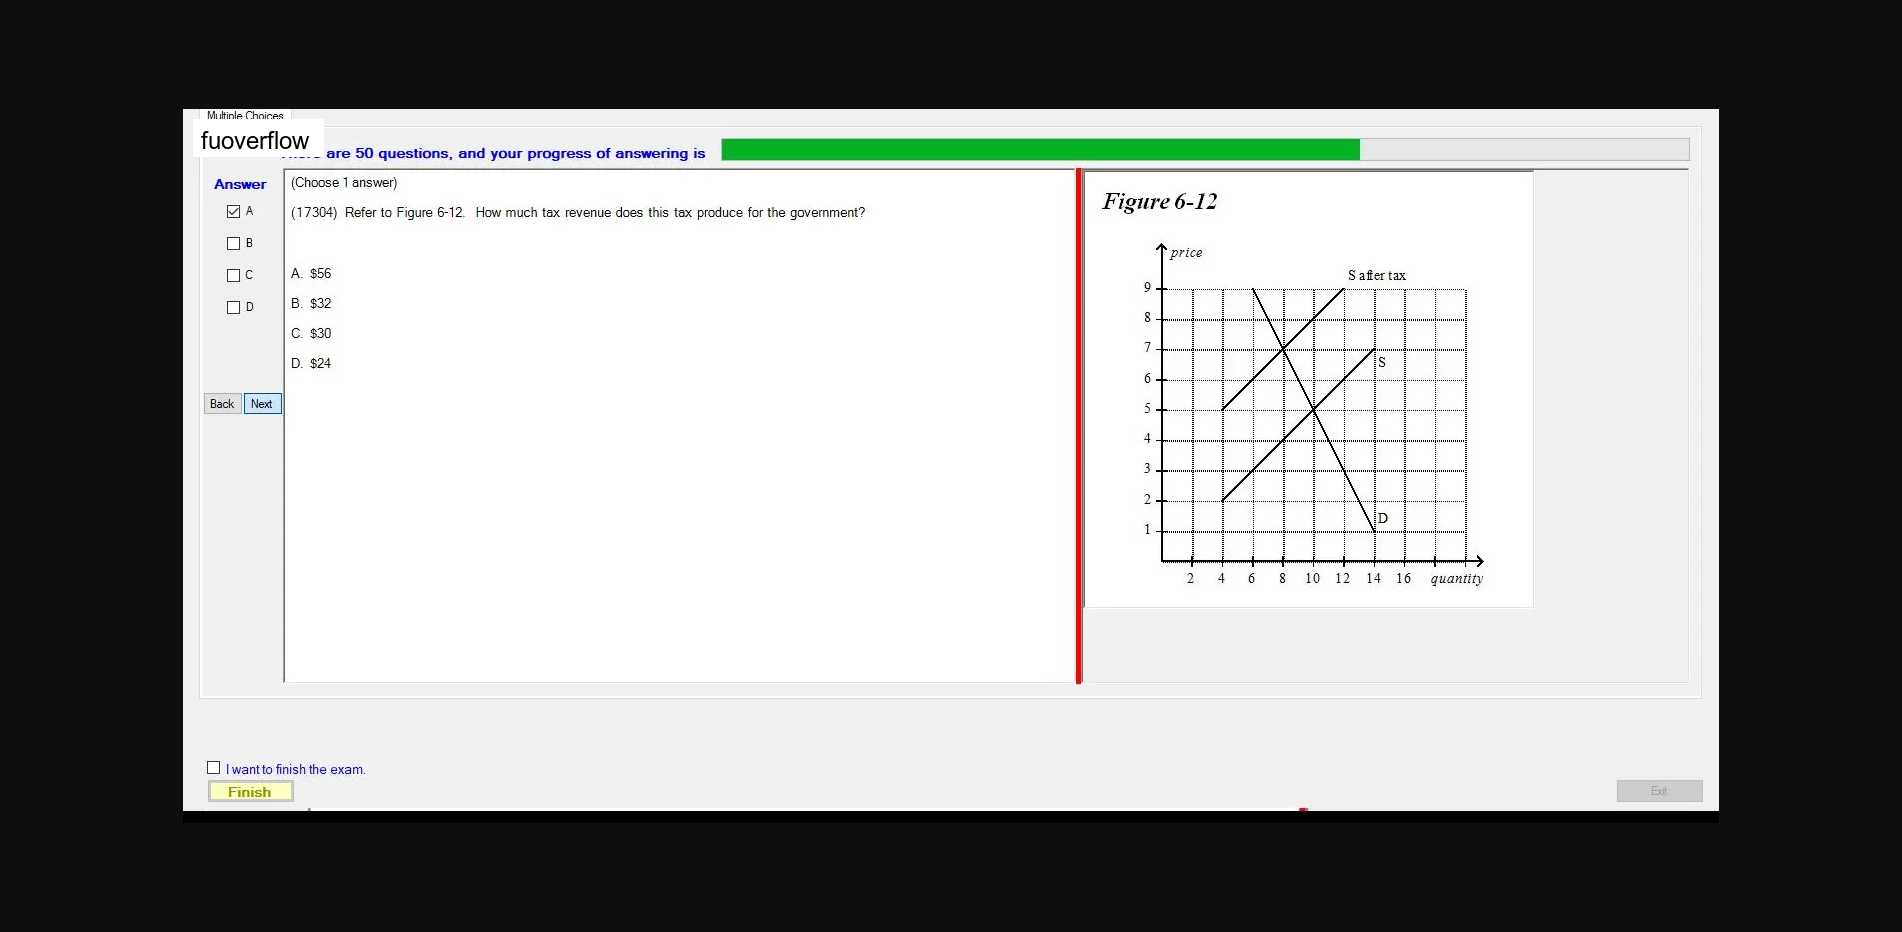 Multiple Choices
fuoverflow
are 50 questions, and your progress of answering is
Answer
(Choose 1 answer)
A
(17304) Refer to Figure 6-12. How much tax revenue does this tax produce for the government?
B
C
D
A. $56
B. $32
C. $30
D. $24
Back Next
Figure 6-12
price
S after tax
9
8
7
S
6
5
4
3
2
D
1
2 4 6 8 10 12 14 16 quantity
I want to finish the exam.
Finish
Exit